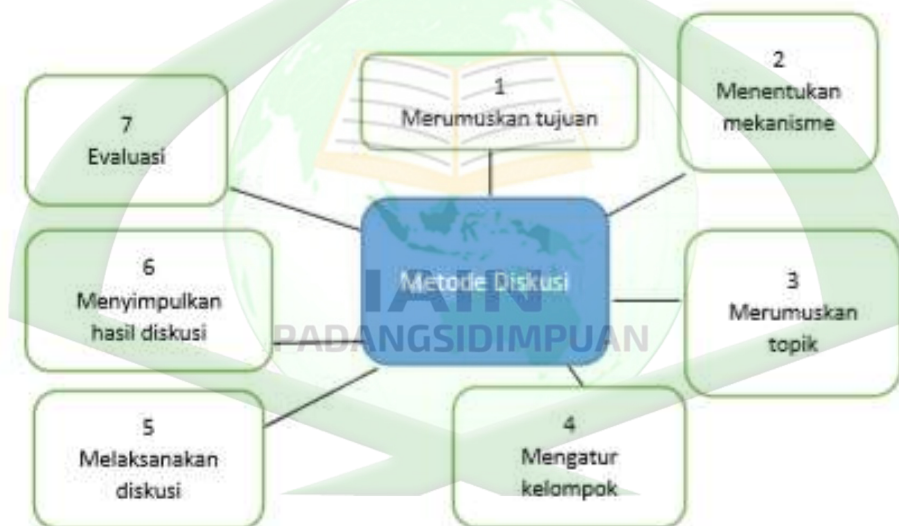 1
Merumuskan tujuan
2
Menentukan
mekanisme
3
Merumuskan
topik
4
Mengatur
kelompok
5
Melaksanakan
diskusi
6
Menyimpulkan
hasil diskusi
7
Evaluasi
Metode Diskusi
IAIN
PADANGSIDIMPUAN